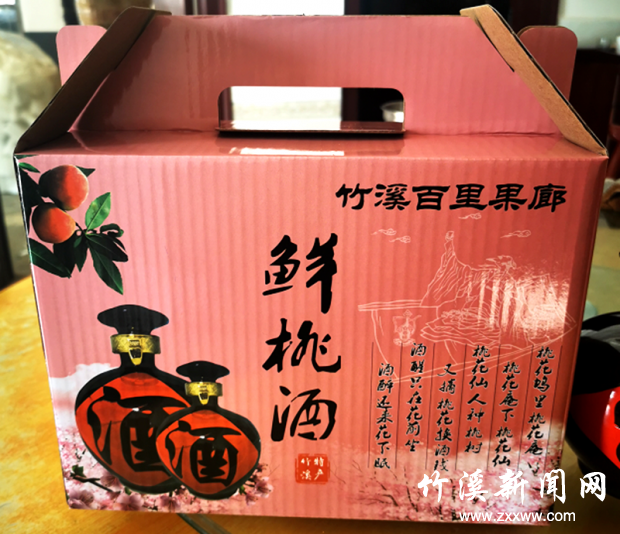 竹溪百里果廊
鲜桃酒
桃花坞里桃花庵
桃花庵下桃花仙
桃花仙人种桃树
又摘桃花换酒钱
酒醒只在花前坐
酒醉还来花下眠
酒
酒
特产
竹溪
竹溪新闻网
www.zxxww.com